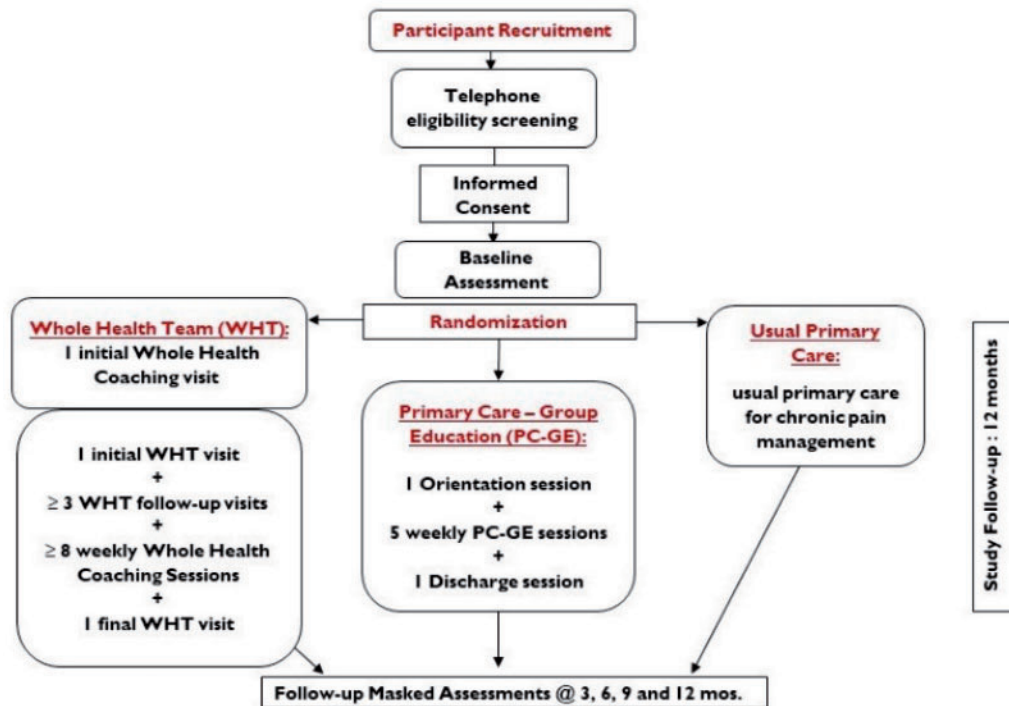 Participant Recruitment
Telephone
eligibility screening
Informed
Consent
Baseline
Assessment
Randomization
Whole Health Team (WHT):
1 initial Whole Health
Coaching visit
1 initial WHT visit
+
≥ 3 WHT follow-up visits
+
≥ 8 weekly Whole Health
Coaching Sessions
+
1 final WHT visit
Primary Care – Group
Education (PC-GE):
1 Orientation session
+
5 weekly PC-GE sessions
+
1 Discharge session
Usual Primary
Care:
usual primary care
for chronic pain
management
Study Follow-up : 12 months
Follow-up Masked Assessments @ 3, 6, 9 and 12 mos.